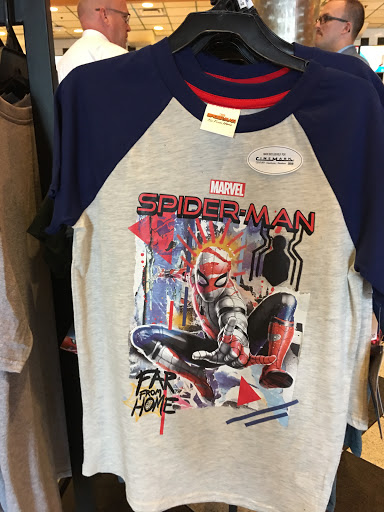 MARVEL
SPIDER-MAN
FAR
FROM
HOME
CINEMARK